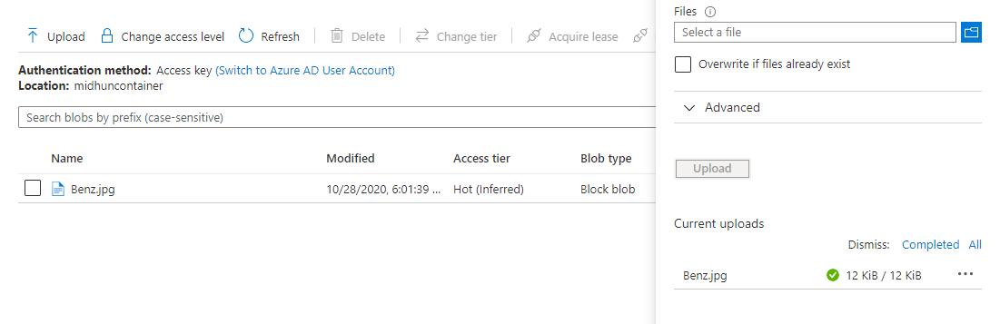 Upload
Change access level
Refresh
Delete
Change tier
Acquire lease
Authentication method: Access key (Switch to Azure AD User Account)
Location: midhuncontainer
Search blobs by prefix (case-sensitive)
Name Modified Access tier Blob type
Benz.jpg 10/28/2020, 6:01:39 ... Hot (Inferred) Block blob
Files
Select a file
Overwrite if files already exist
Advanced
Upload
Current uploads
Dismiss: Completed All
Benz.jpg 12 KiB / 12 KiB